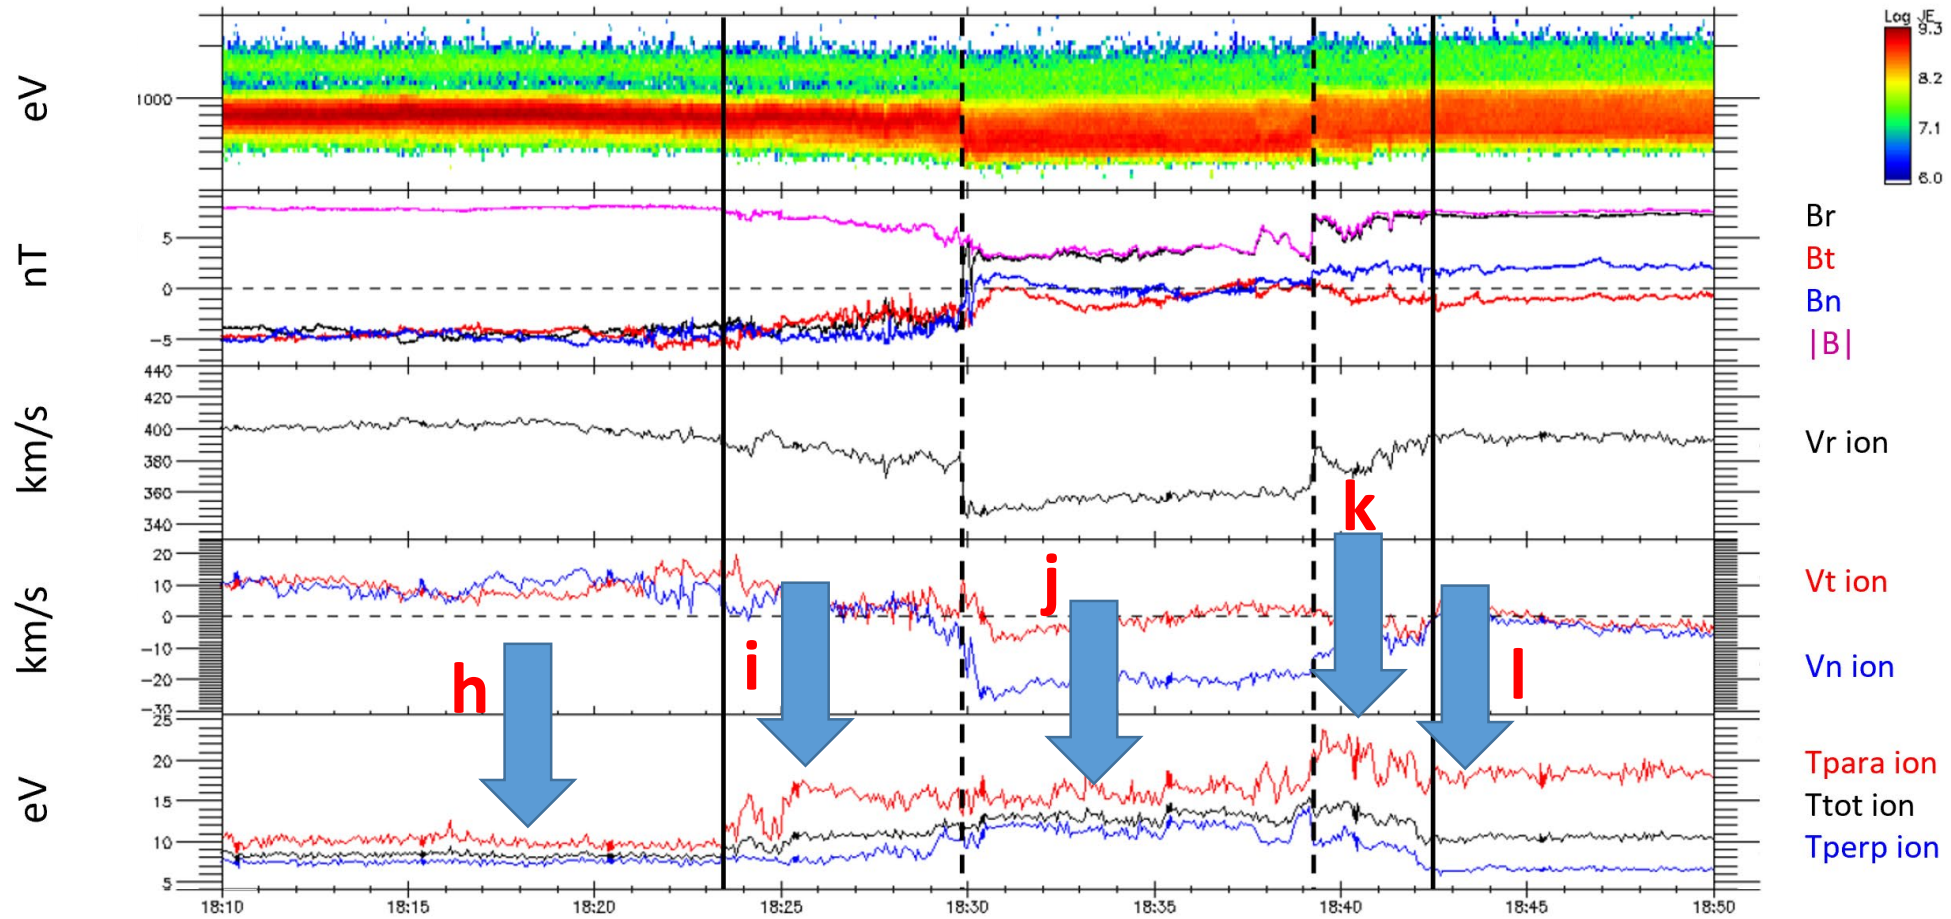 Log JE
9.3
8.2
7.1
6.0
eV
1000
nT
5
0
−5
Br
Bt
Bn
|B|
km/s
440
420
400
380
360
340
Vr ion
k
km/s
20
10
0
−10
−20
−30
j
h
i
l
Vt ion
Vn ion
eV
25
20
15
10
5
Tpara ion
Ttot ion
Tperp ion
18:10
18:15
18:20
18:25
18:30
18:35
18:40
18:45
18:50